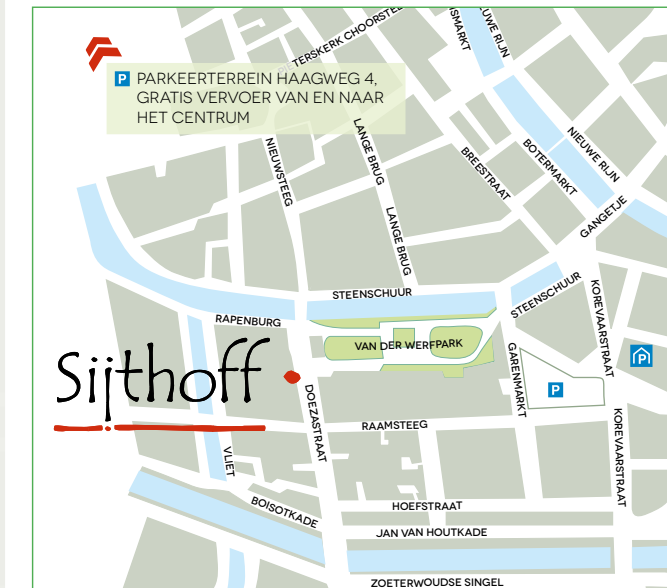 PIETERSKERK CHOORSTE
SMARKT
EUWE RIJN
P PARKEERTERREIN HAAGWEG 4,
GRATIS VERVOER VAN EN NAAR
HET CENTRUM
NIEUWSTEEG
LANGE BRUG
BREESTRAAT
BOTERMARKT
NIEUWE RIJN
GANGETJE
LANGE BRUG
STEENSCHUUR
STEENSCHUUR
KOREVAARSTRAAT
RAPENBURG
VAN DER WERFPARK
GARENMARKT
P
P
Sijthoff
DOEZASTRAAT
RAAMSTEEG
KOREVAARSTRAAT
VLIET
BOISOTKADE
HOEFSTRAAT
JAN VAN HOUTKADE
ZOETERWOUDSE SINGEL